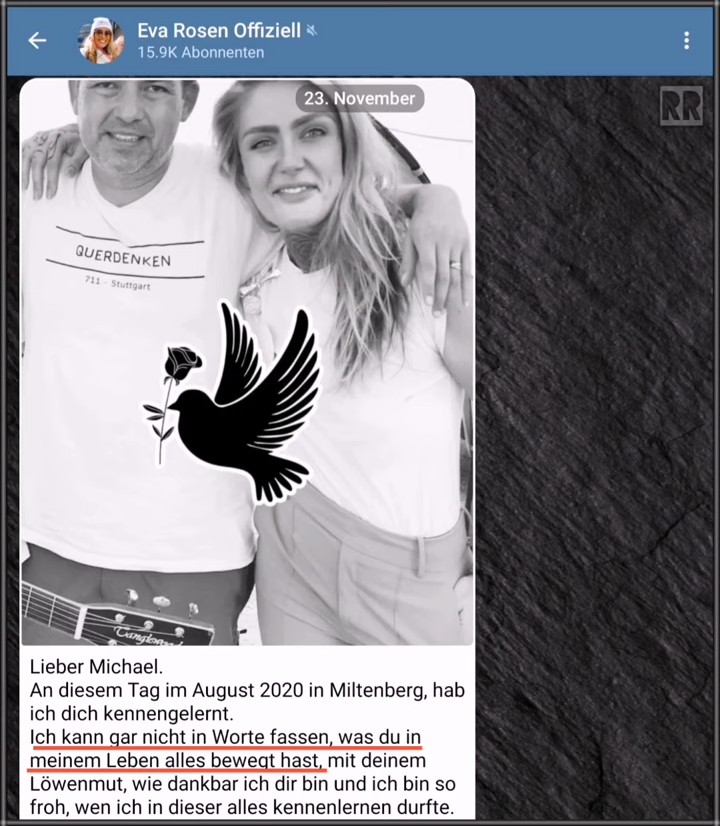 Eva Rosen Offiziell
15.9K Abonnenten
23. November
RR
QUERDENKEN
711 - Stuttgart
Tanglewood
Lieber Michael.
An diesem Tag im August 2020 in Miltenberg, hab
ich dich kennengelernt.
Ich kann gar nicht in Worte fassen, was du in
meinem Leben alles bewegt hast, mit deinem
Löwenmut, wie dankbar ich dir bin und ich bin so
froh, wen ich in dieser alles kennenlernen durfte.